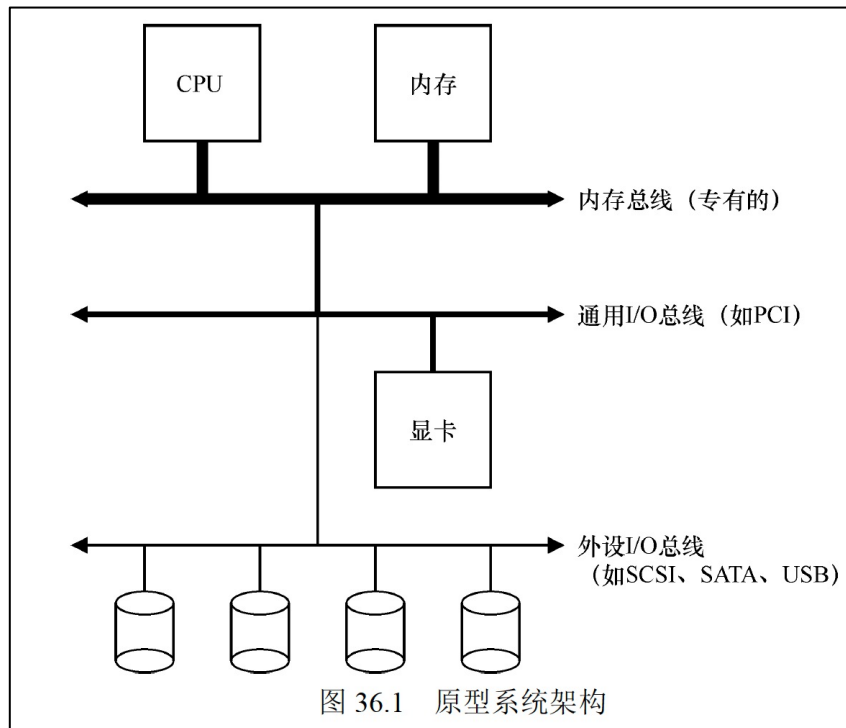 CPU
内存
内存总线（专有的）
通用I/O总线（如PCI）
显卡
外设I/O总线
（如SCSI、SATA、USB）
图 36.1 原型系统架构